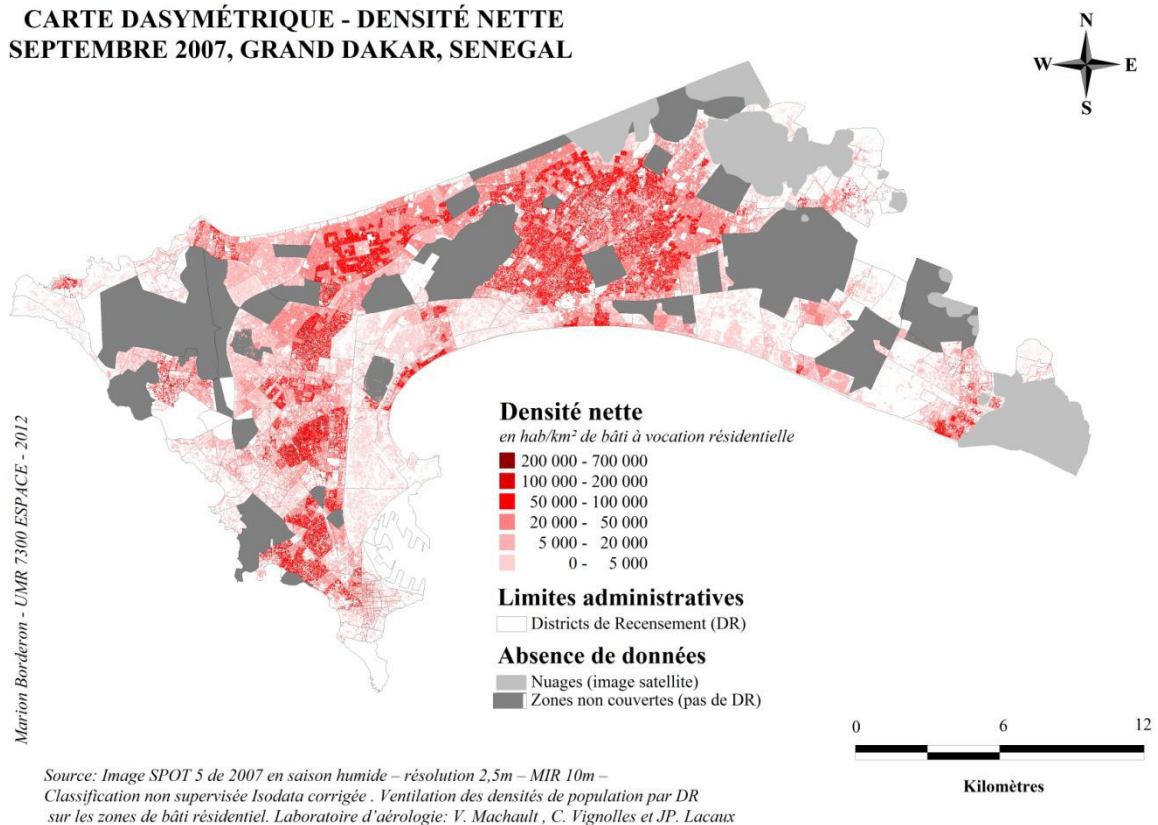 CARTE DASYMÉTRIQUE - DENSITÉ NETTE
SEPTEMBRE 2007, GRAND DAKAR, SENEGAL
N
W E
S
Densité nette
en hab/km² de bâti à vocation résidentielle
200 000 - 700 000
100 000 - 200 000
50 000 - 100 000
20 000 - 50 000
5 000 - 20 000
0 - 5 000
Limites administratives
Districts de Recensement (DR)
Absence de données
Nuages (image satellite)
Zones non couvertes (pas de DR)
0 6 12
Kilomètres
Marion Borderon - UMR 7300 ESPACE - 2012
Source: Image SPOT 5 de 2007 en saison humide – résolution 2,5m – MIR 10m –
Classification non supervisée Isodata corrigée . Ventilation des densités de population par DR
sur les zones de bâti résidentiel. Laboratoire d'aérologie: V. Machault , C. Vignolles et JP. Lacaux